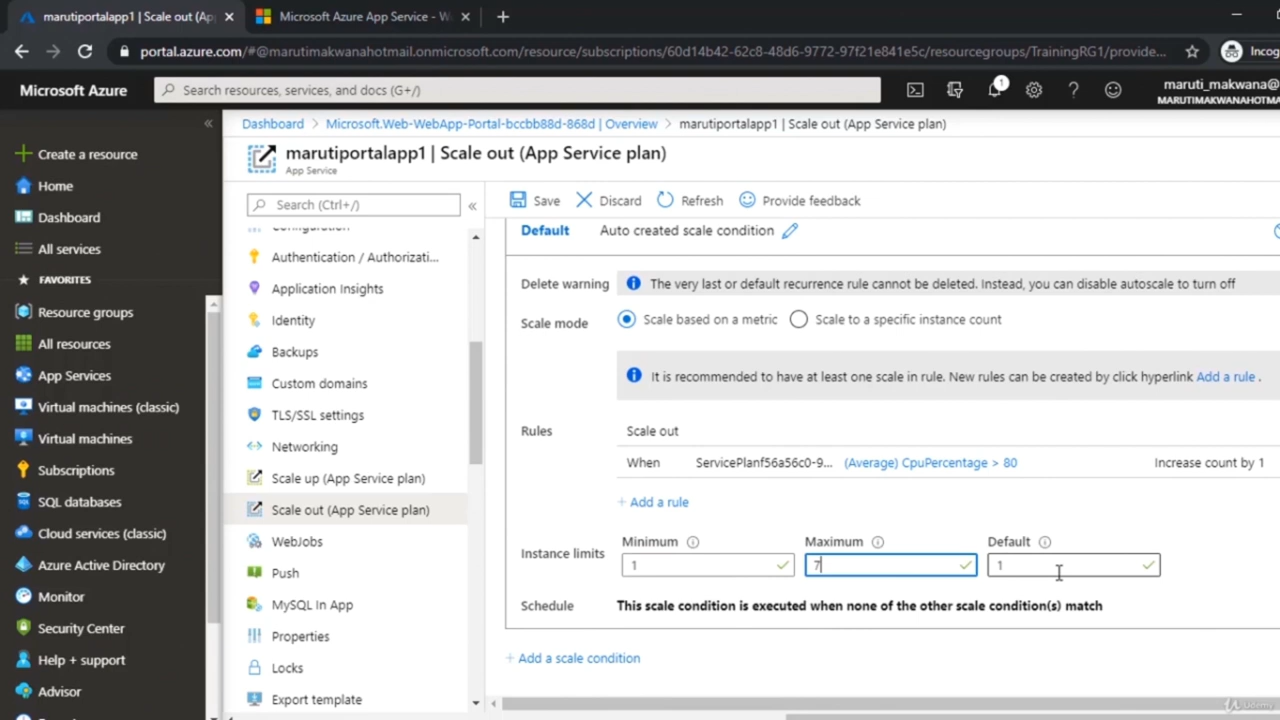 marutiportalapp1 | Scale out (Ap
Microsoft Azure App Service - W
portal.azure.com/#@marutimakwanahotmail.onmicrosoft.com/resource/subscriptions/60d14b42-62c8-48d6-9772-97f21e841e5c/resourcegroups/TrainingRG1/provide...
Incog
Microsoft Azure
Search resources, services, and docs (G+/)
1
maruti_makwana@
MARUTIMAKWANAHOTMA
Create a resource
Home
Dashboard
All services
FAVORITES
Resource groups
All resources
App Services
Virtual machines (classic)
Virtual machines
Subscriptions
SQL databases
Cloud services (classic)
Azure Active Directory
Monitor
Security Center
Help + support
Advisor
Dashboard > Microsoft.Web-WebApp-Portal-bccbb88d-868d | Overview > marutiportalapp1 | Scale out (App Service plan)
marutiportalapp1 | Scale out (App Service plan)
App Service
Search (Ctrl+/)
Configuration
Authentication / Authorizati...
Application Insights
Identity
Backups
Custom domains
TLS/SSL settings
Networking
Scale up (App Service plan)
Scale out (App Service plan)
WebJobs
Push
MySQL In App
Properties
Locks
Export template
Save Discard Refresh Provide feedback
Default Auto created scale condition
Delete warning The very last or default recurrence rule cannot be deleted. Instead, you can disable autoscale to turn off
Scale mode Scale based on a metric Scale to a specific instance count
It is recommended to have at least one scale in rule. New rules can be created by click hyperlink Add a rule .
Rules Scale out
When ServicePlanf56a56c0-9... (Average) CpuPercentage > 80 Increase count by 1
+ Add a rule
Minimum Maximum Default
Instance limits 1 7 1
Schedule This scale condition is executed when none of the other scale condition(s) match
+ Add a scale condition
Udemy